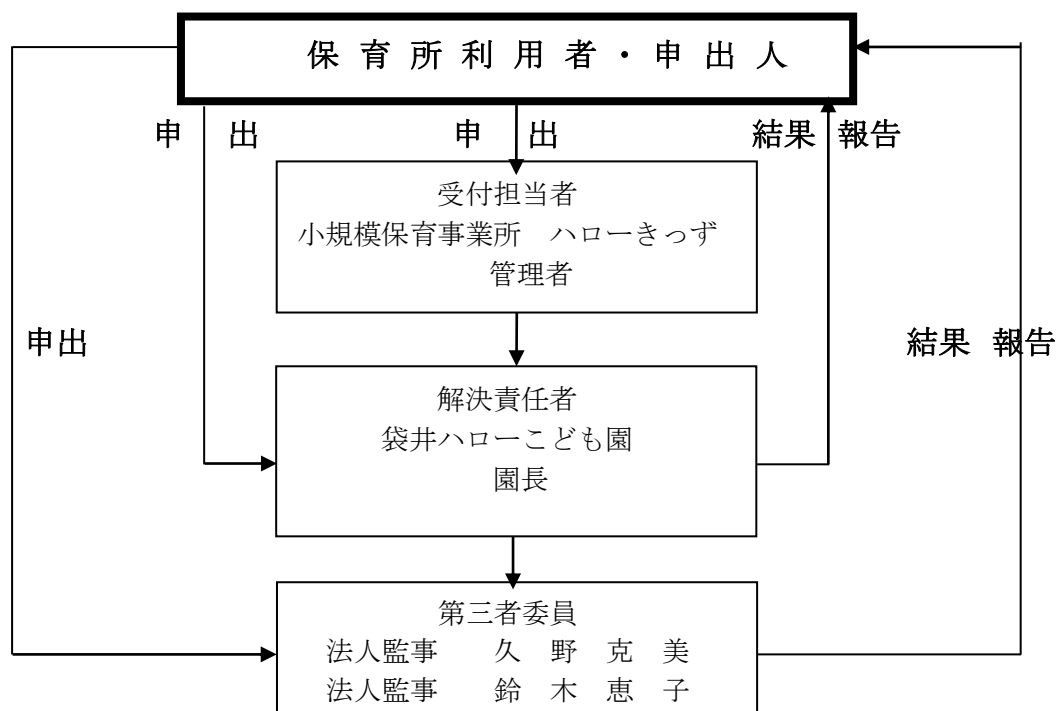 保育所利用者・申出人
申出
申出
結果報告
受付担当者
小規模保育事業所　ハローきっず
管理者
申出
結果 報告
解決責任者
袋井ハローこども園
園長
第三者委員
法人監事　久野克美
法人監事　鈴木恵子